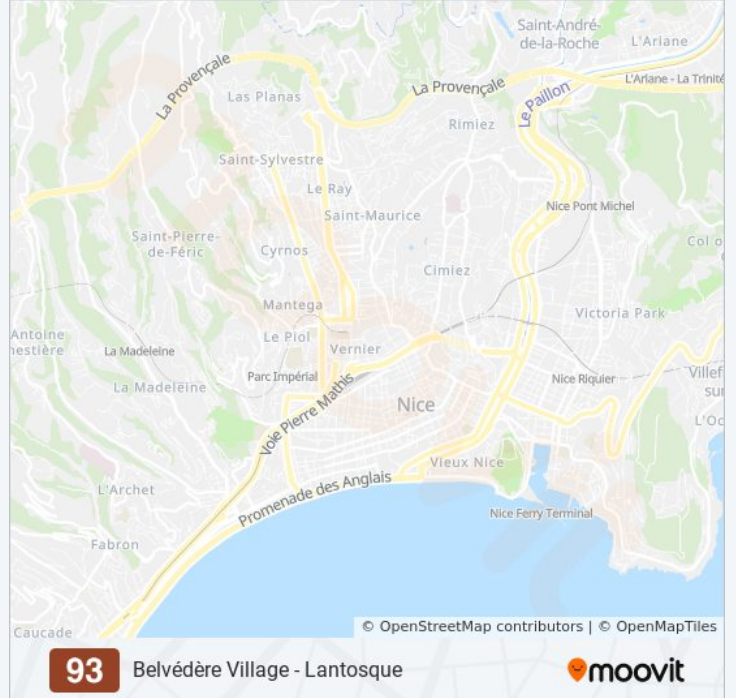 Saint-André-
de-la-Roche
L'Ariane
La Provençale
La Provençale
L'Ariane - La Trinité
Las Planas
Le Paillon
Rimiez
Saint-Sylvestre
Le Ray
Nice Pont Michel
Saint-Maurice
Saint-Pierre-
de-Féric
Col
Cyrnos
Cimiez
Mantega
Victoria Park
Antoine
Le Piol
La Madeleine
Vernier
Parc Impérial
Nice Riquier
La Madeleine
Nice
Voie Pierre Mathis
L'Archet
Vieux Nice
Promenade des Anglais
Nice Ferry Terminal
Fabron
Caucade
© OpenStreetMap contributors | © OpenMapTiles
93 Belvédère Village - Lantosque
moovit